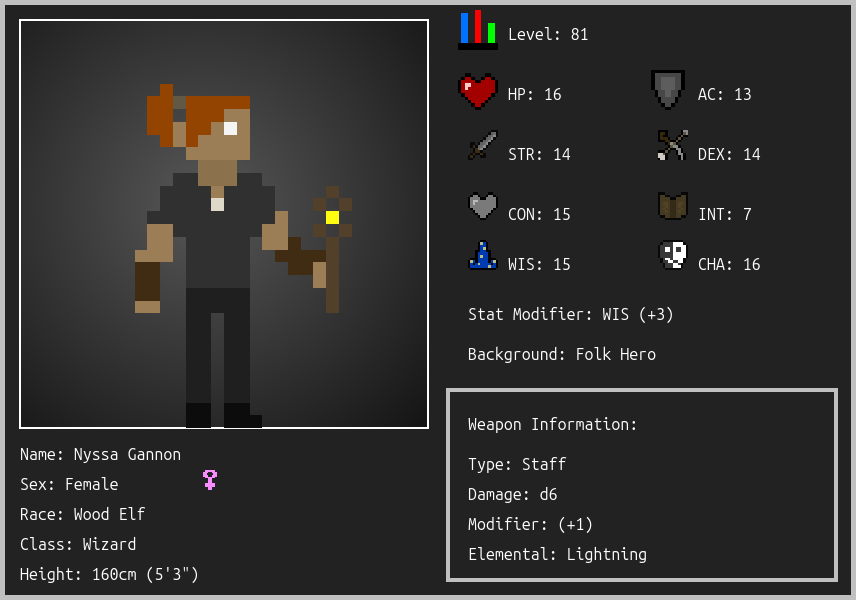 Level: 81
HP: 16
AC: 13
STR: 14
DEX: 14
CON: 15
INT: 7
WIS: 15
CHA: 16
Stat Modifier: WIS (+3)
Background: Folk Hero
Weapon Information:
Type: Staff
Damage: d6
Modifier: (+1)
Elemental: Lightning
Name: Nyssa Gannon
Sex: Female
Race: Wood Elf
Class: Wizard
Height: 160cm (5'3")